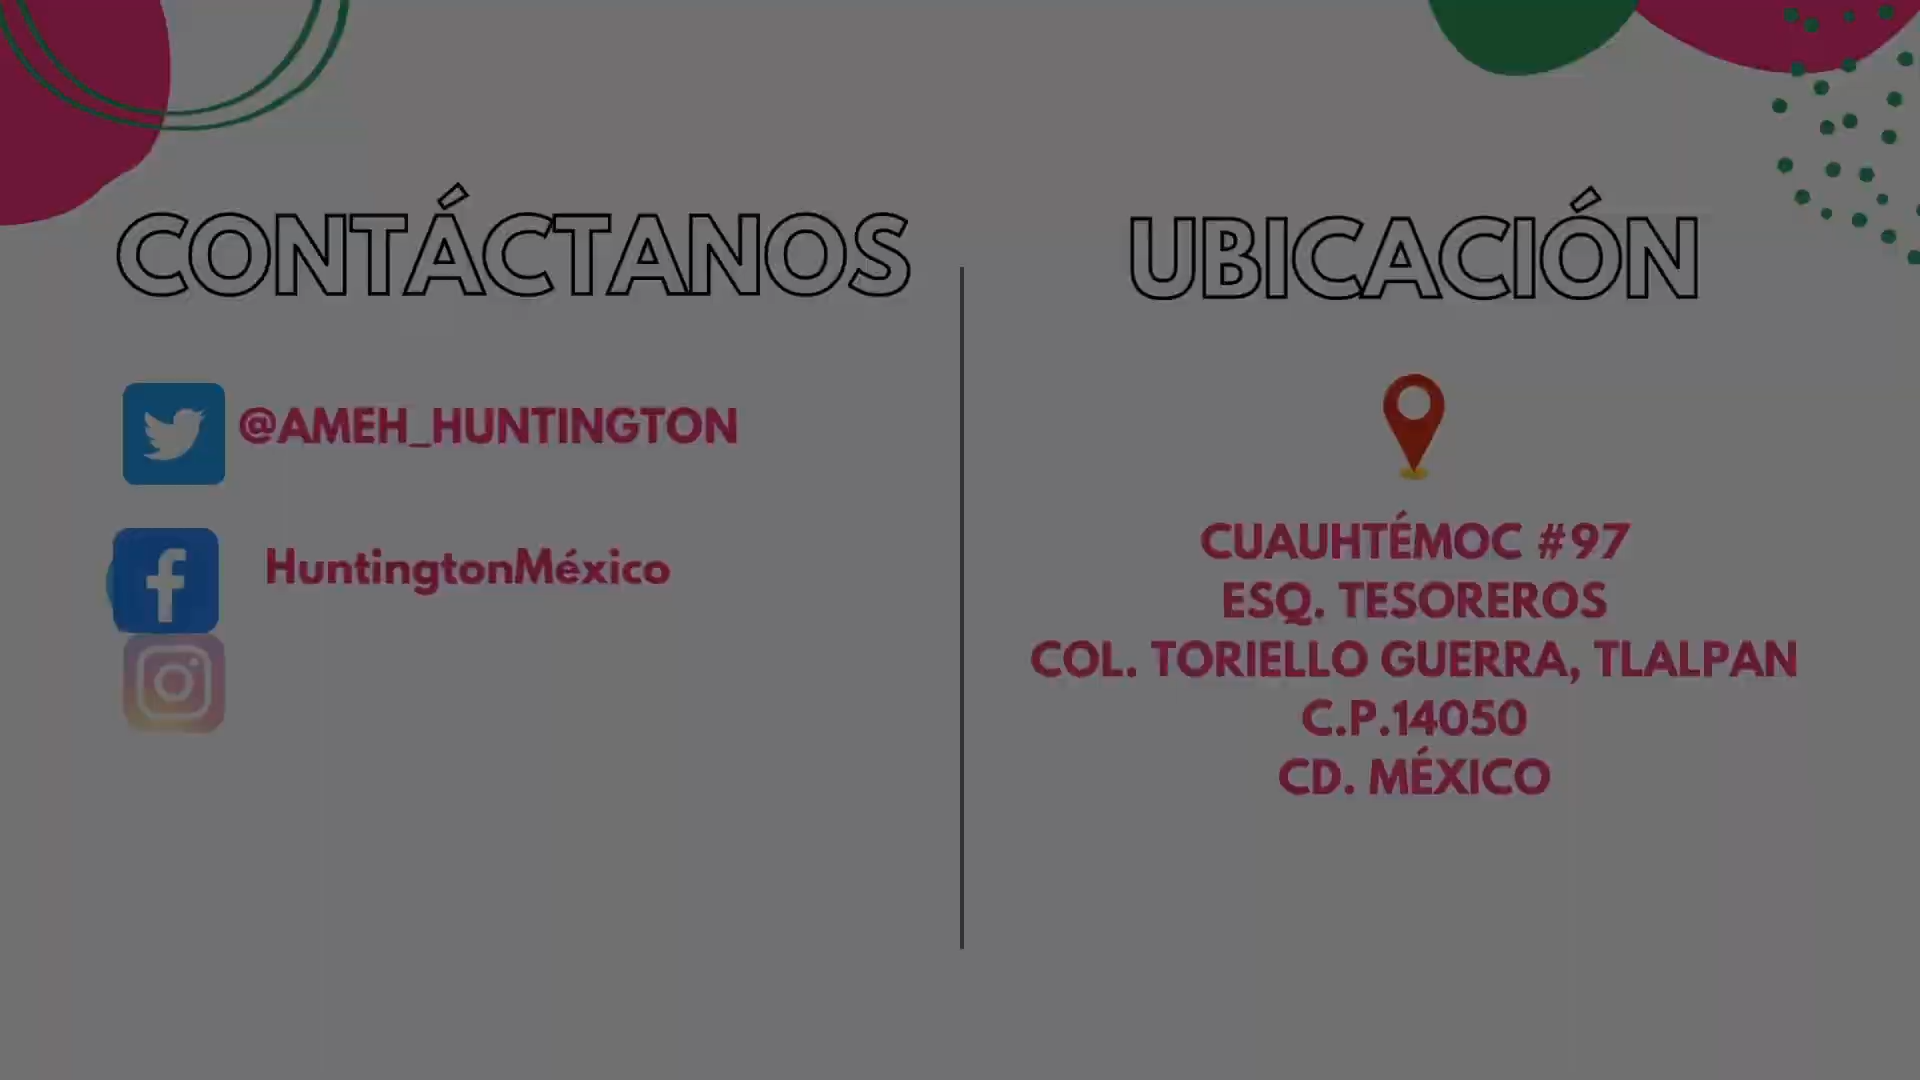 CONTÁCTANOS
@AMEH_HUNTINGTON
HuntingtonMéxico
UBICACIÓN
CUAUHTÉMOC #97
ESQ. TESOREROS
COL. TORIELLO GUERRA, TLALPAN
C.P.14050
CD. MÉXICO